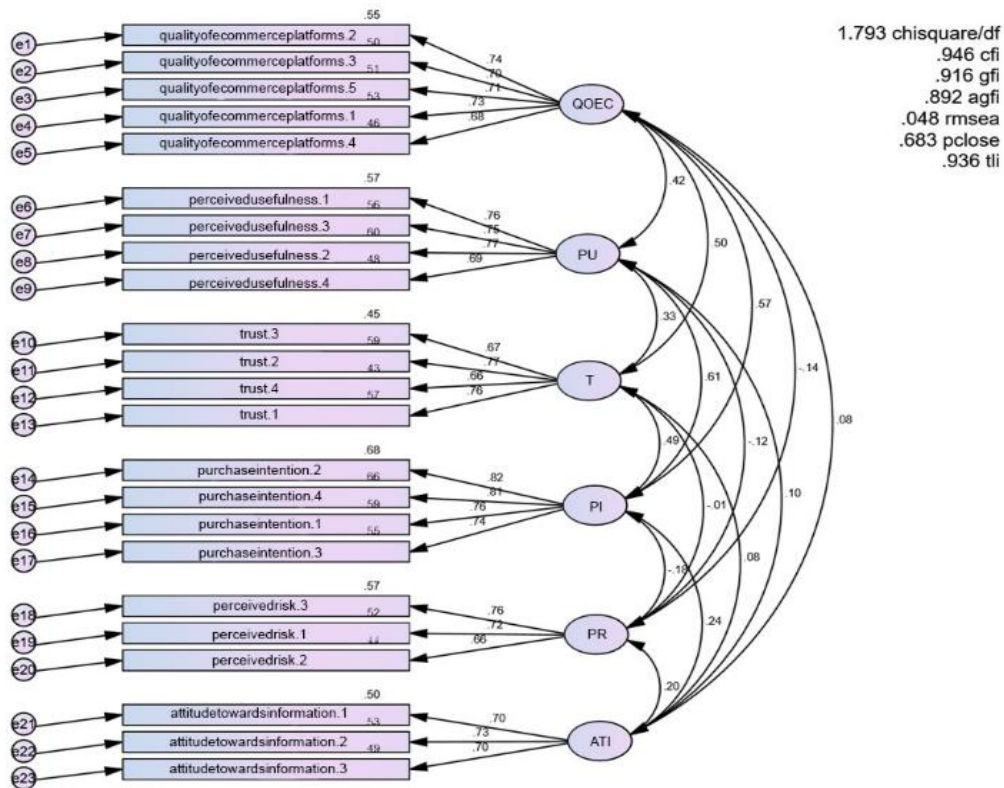 1.793 chisquare/df
.946 cfi
.916 gfi
.892 agfi
.048 rmsea
.683 pclose
.936 tli
.55
e1 qualityofecommerceplatforms.2
.50
.74
e2 qualityofecommerceplatforms.3
.51
.70
e3 qualityofecommerceplatforms.5
.53
.71
QOEC
e4 qualityofecommerceplatforms.1
.46
.73
e5 qualityofecommerceplatforms.4
.68
.57
.42
e6 perceivedusefulness.1
.56
.76
e7 perceivedusefulness.3
.60
.75
.50
e8 perceivedusefulness.2
.48
.77
PU
e9 perceivedusefulness.4
.69
.57
.45
.33
e10 trust.3
.59
.67
e11 trust.2
.43
.77
-.14
e12 trust.4
.57
.66
T
.61
e13 trust.1
.76
.08
.68
.49
-.12
e14 purchaseintention.2
.66
.82
e15 purchaseintention.4
.59
.81
.10
e16 purchaseintention.1
.55
.76
PI
-.01
e17 purchaseintention.3
.74
.08
.57
-.18
e18 perceivedrisk.3
.52
.76
e19 perceivedrisk.1
.44
.72
PR
.24
e20 perceivedrisk.2
.66
.50
.20
e21 attitudetowardsinformation.1
.53
.70
e22 attitudetowardsinformation.2
.49
.73
ATI
e23 attitudetowardsinformation.3
.70